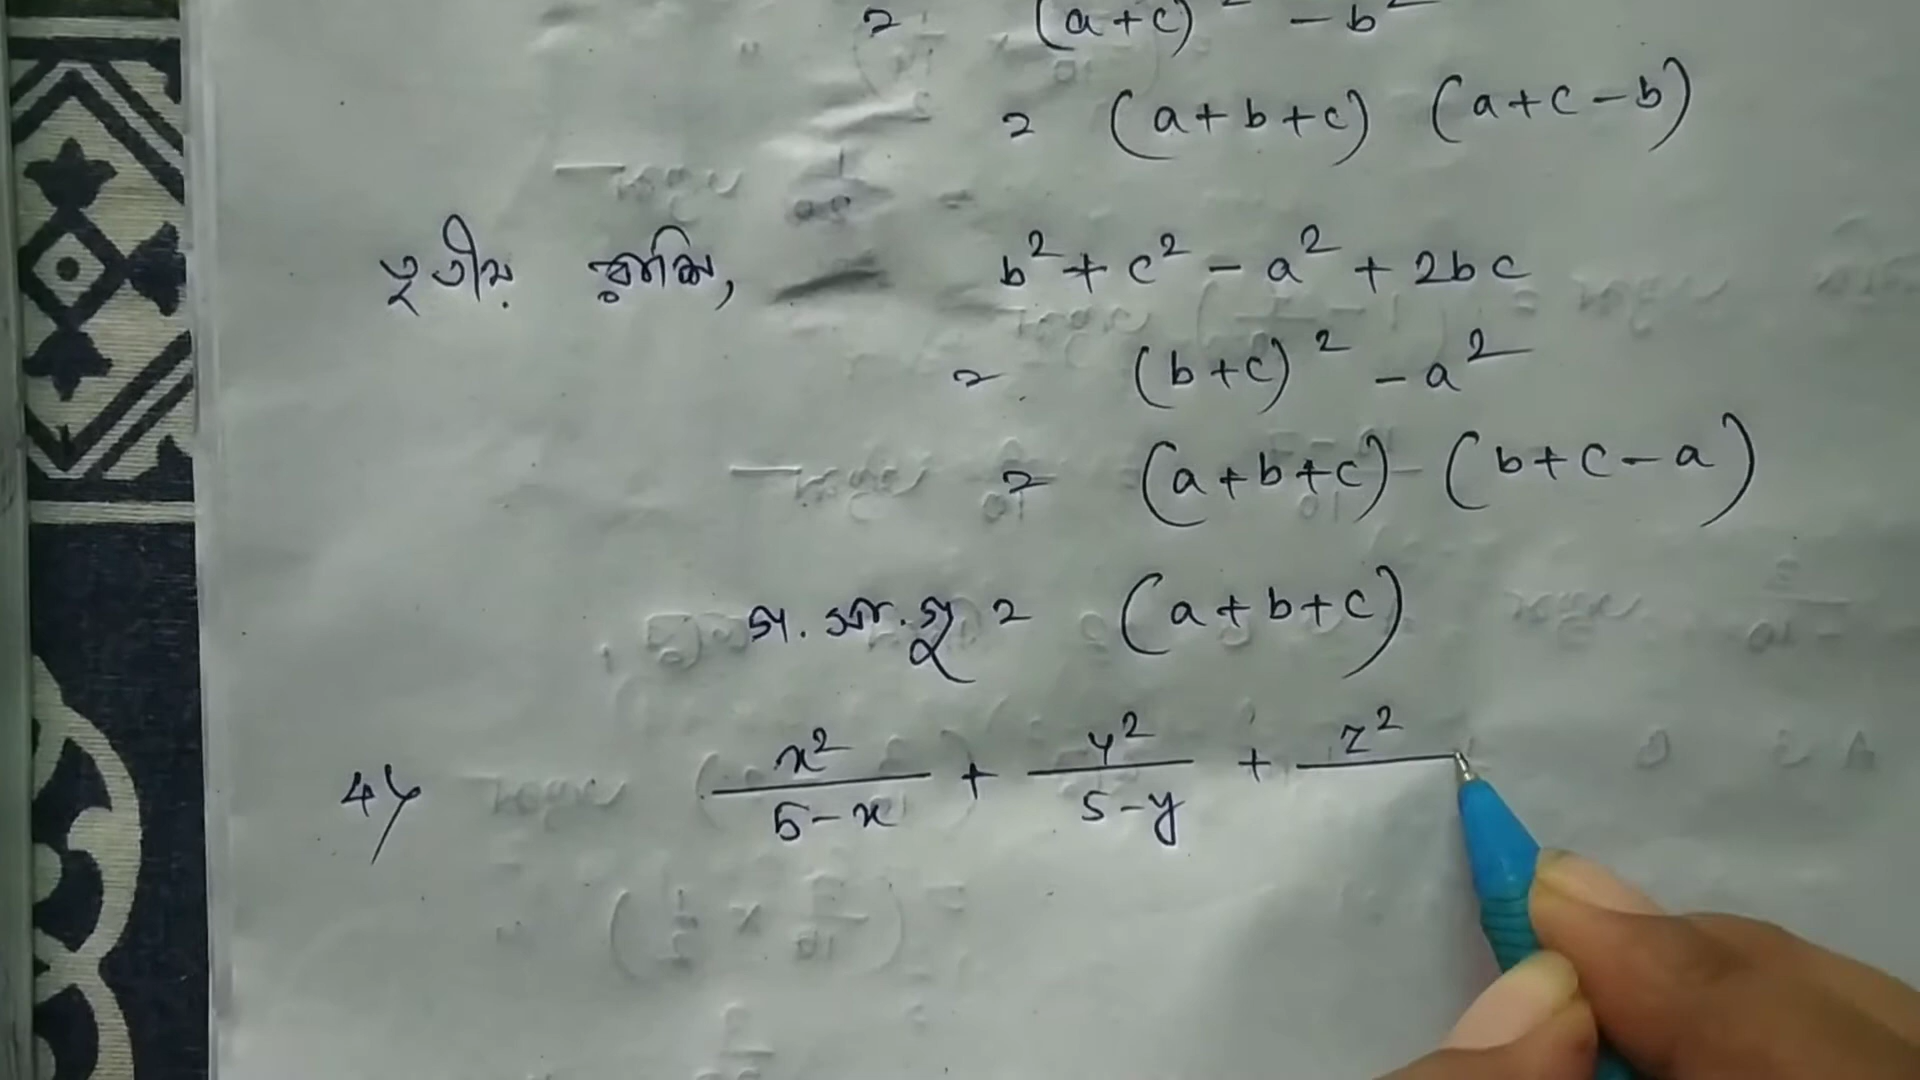 = (a+c)² - b²
= (a+b+c) (a+c-b)
তৃতীয় রাশি, b² + c² - a² + 2bc
= (b+c)² - a²
= (a+b+c) (b+c-a)
গ.সা.গু = (a+b+c)
4) x²/5-x + y²/5-y + z²/